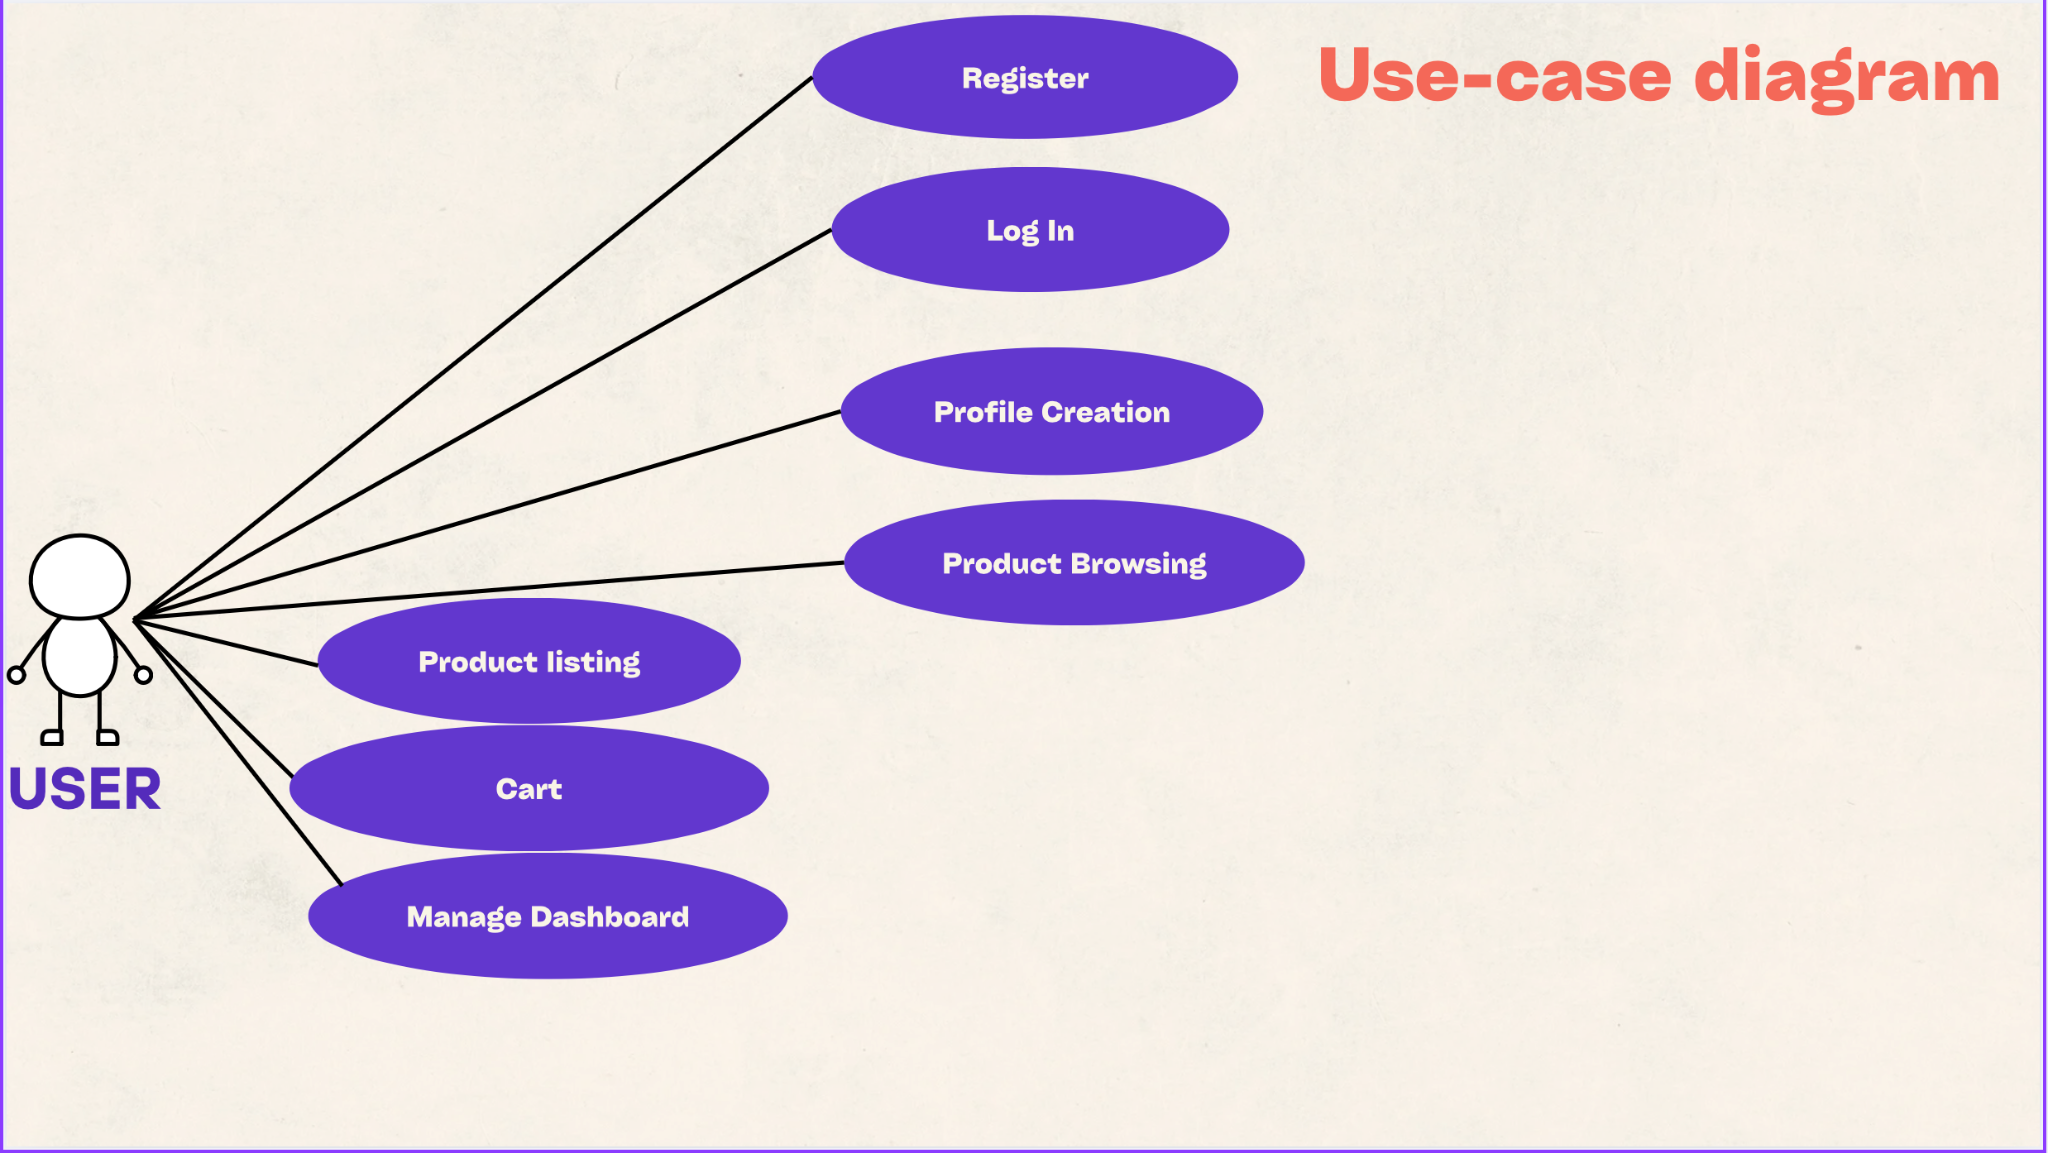 Register
Use-case diagram
Log In
Profile Creation
Product Browsing
Product listing
Cart
USER
Manage Dashboard